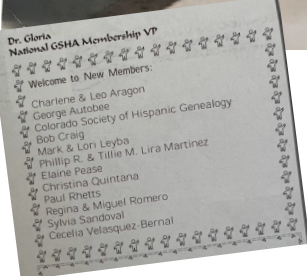 Dr. Gloria
National GSHA Membership VP
Welcome to New Members:
Charlene & Leo Aragon
George Autobee
Colorado Society of Hispanic Genealogy
Bob Craig
Mark & Lori Leyba
Phillip R. & Tillie M. Lira Martinez
Elaine Pease
Christina Quintana
Paul Rhetts
Regina & Miguel Romero
Sylvia Sandoval
Cecelia Velasquez-Bernal